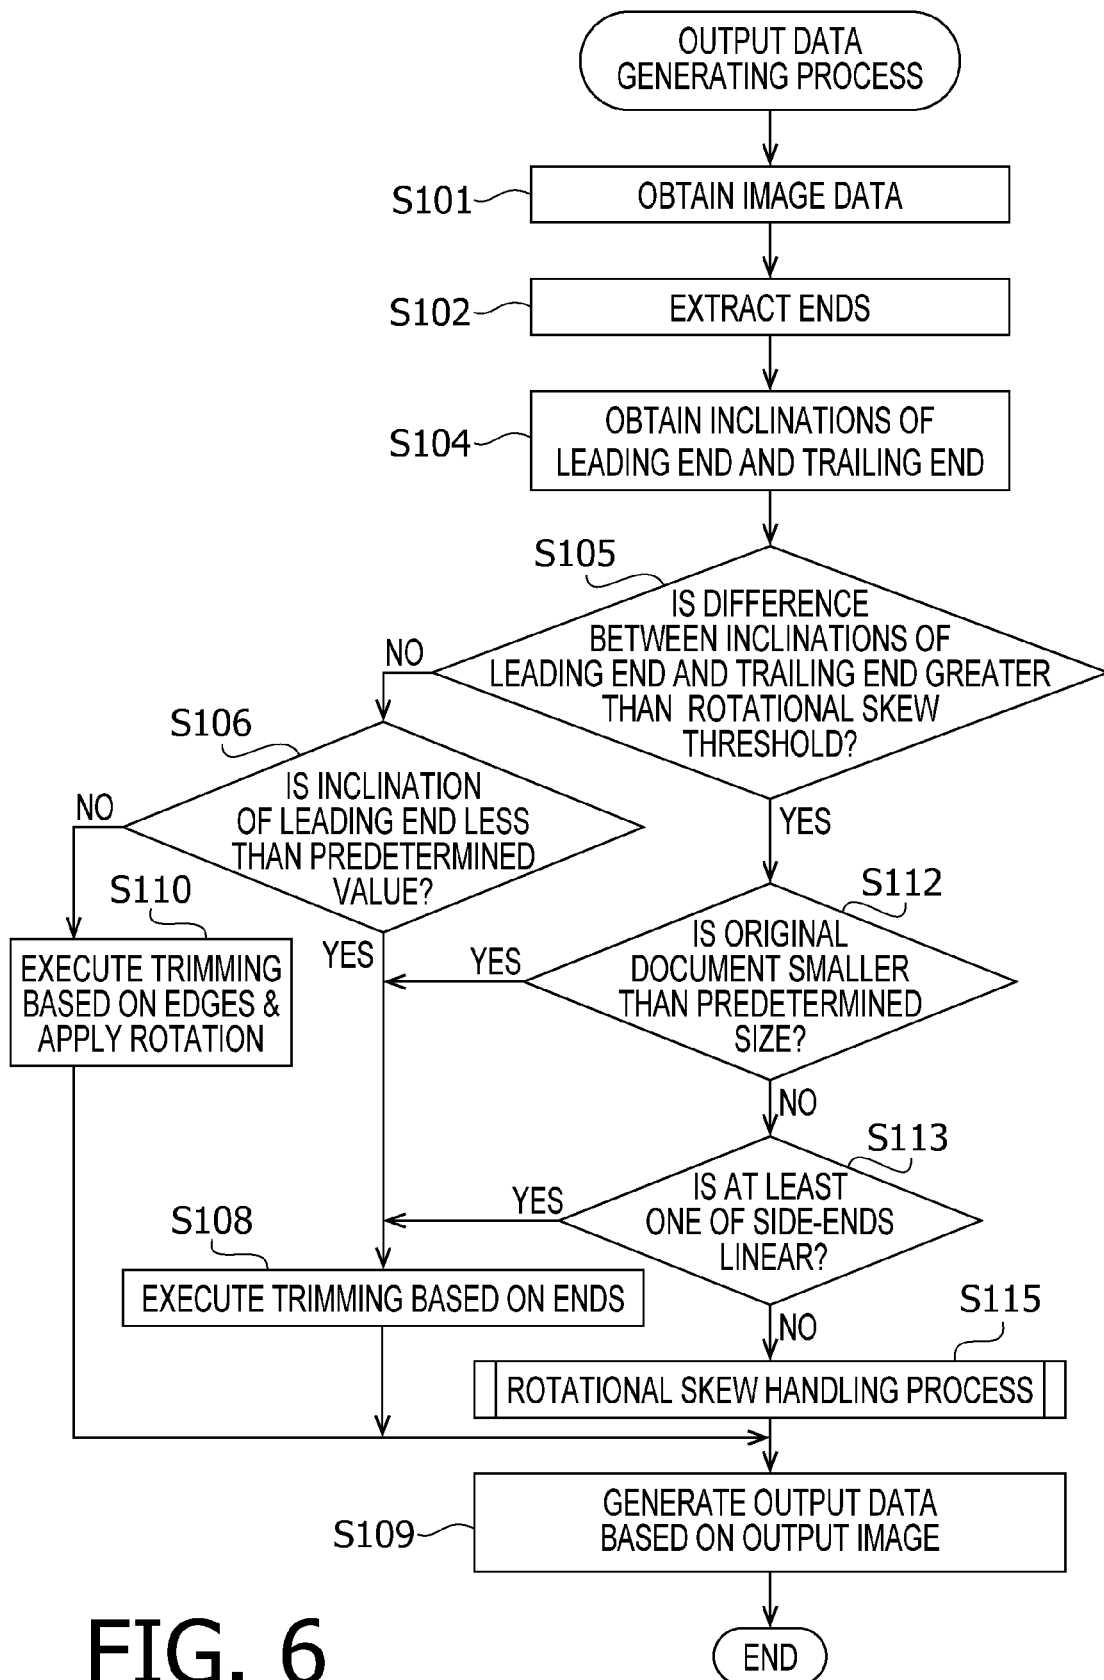 OUTPUT DATA
GENERATING PROCESS
S101
OBTAIN IMAGE DATA
S102
EXTRACT ENDS
S104
OBTAIN INCLINATIONS OF
LEADING END AND TRAILING END
S105
IS DIFFERENCE
BETWEEN INCLINATIONS OF
LEADING END AND TRAILING END GREATER
THAN ROTATIONAL SKEW
THRESHOLD?
NO
YES
S106
IS INCLINATION
OF LEADING END LESS
THAN PREDETERMINED
VALUE?
NO
YES
S110
EXECUTE TRIMMING
BASED ON EDGES &
APPLY ROTATION
S112
IS ORIGINAL
DOCUMENT SMALLER
THAN PREDETERMINED
SIZE?
YES
NO
S113
IS AT LEAST
ONE OF SIDE-ENDS
LINEAR?
YES
NO
S108
EXECUTE TRIMMING BASED ON ENDS
S115
ROTATIONAL SKEW HANDLING PROCESS
S109
GENERATE OUTPUT DATA
BASED ON OUTPUT IMAGE
END
FIG. 6